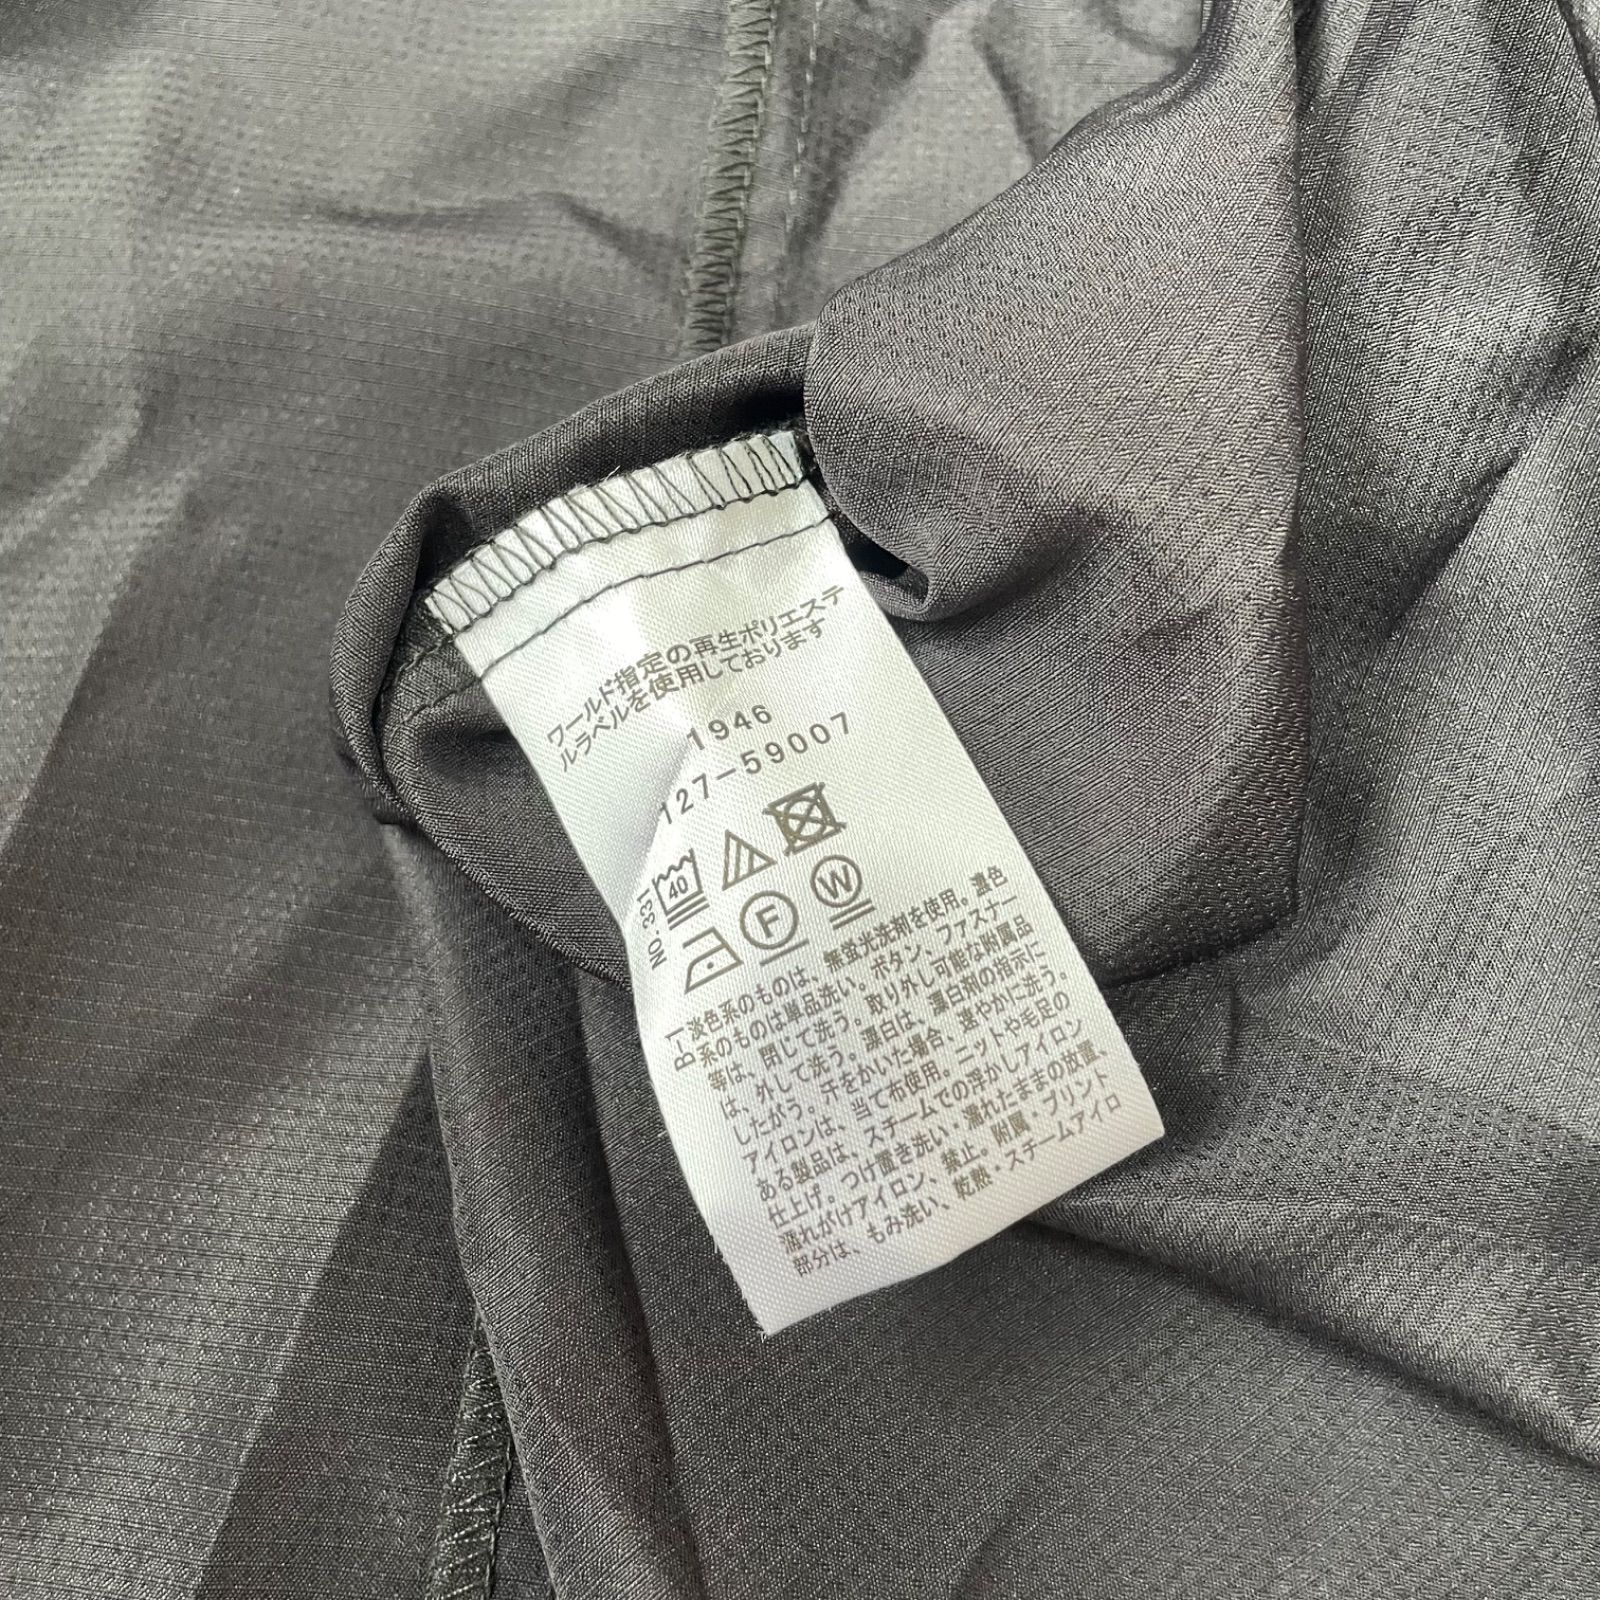 ワールド指定の再生ポリエステ
ルラベルを使用しております
1946
127-59007
40
F
W
NO.331
B-1 淡色系のものは、無蛍光洗剤を使用。濃色
系のものは単品洗い。ボタン、ファスナー
等は、閉じて洗う。取り外し可能な附属品
は、外して洗う。漂白は、漂白剤の指示に
したがう。汗をかいた場合、速やかに洗う。
アイロンは、当て布使用。ニットや毛足の
ある製品は、スチームでの浮かしアイロン
仕上げ。つけ置き洗い・濡れたままの放置、
濡れがけアイロン、禁止。附属・プリント
部分は、もみ洗い、乾熱・スチームアイロ